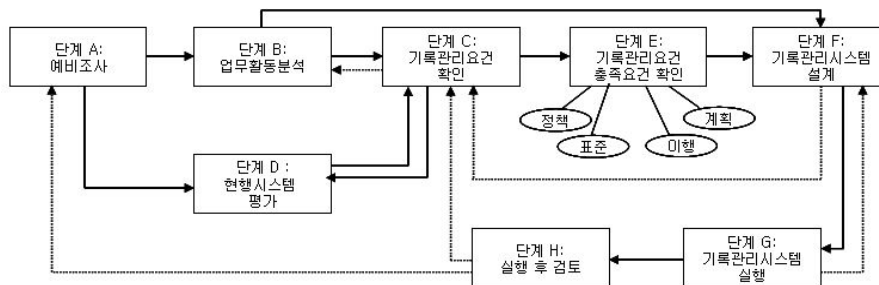 단계 A:
예비조사
단계 B:
업무활동분석
단계 C:
기록관리요건
확인
단계 E:
기록관리요건
충족요건 확인
단계 F:
기록관리시스템
설계
정책
표준
이행
계획
단계 D :
현행시스템
평가
단계 H:
실행 후 검토
단계 G:
기록관리시스템
실행